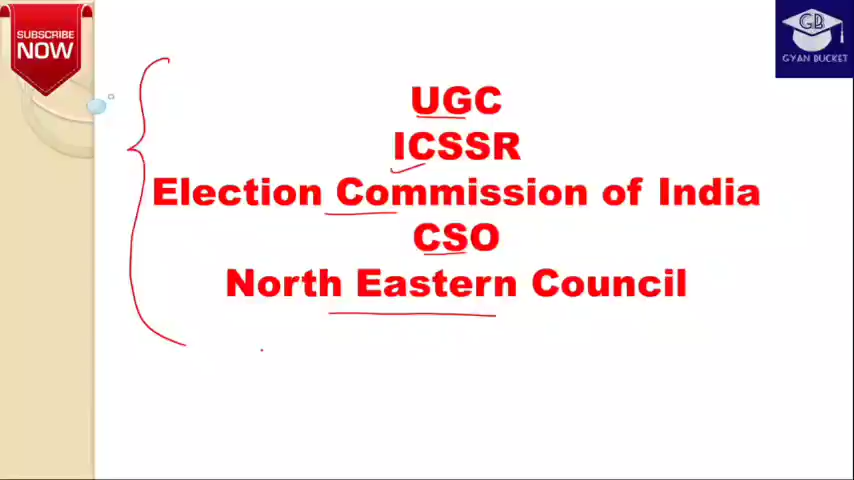 SUBSCRIBE
NOW
GB
GYAN BUCKET
UGC
ICSSR
Election Commission of India
CSO
North Eastern Council